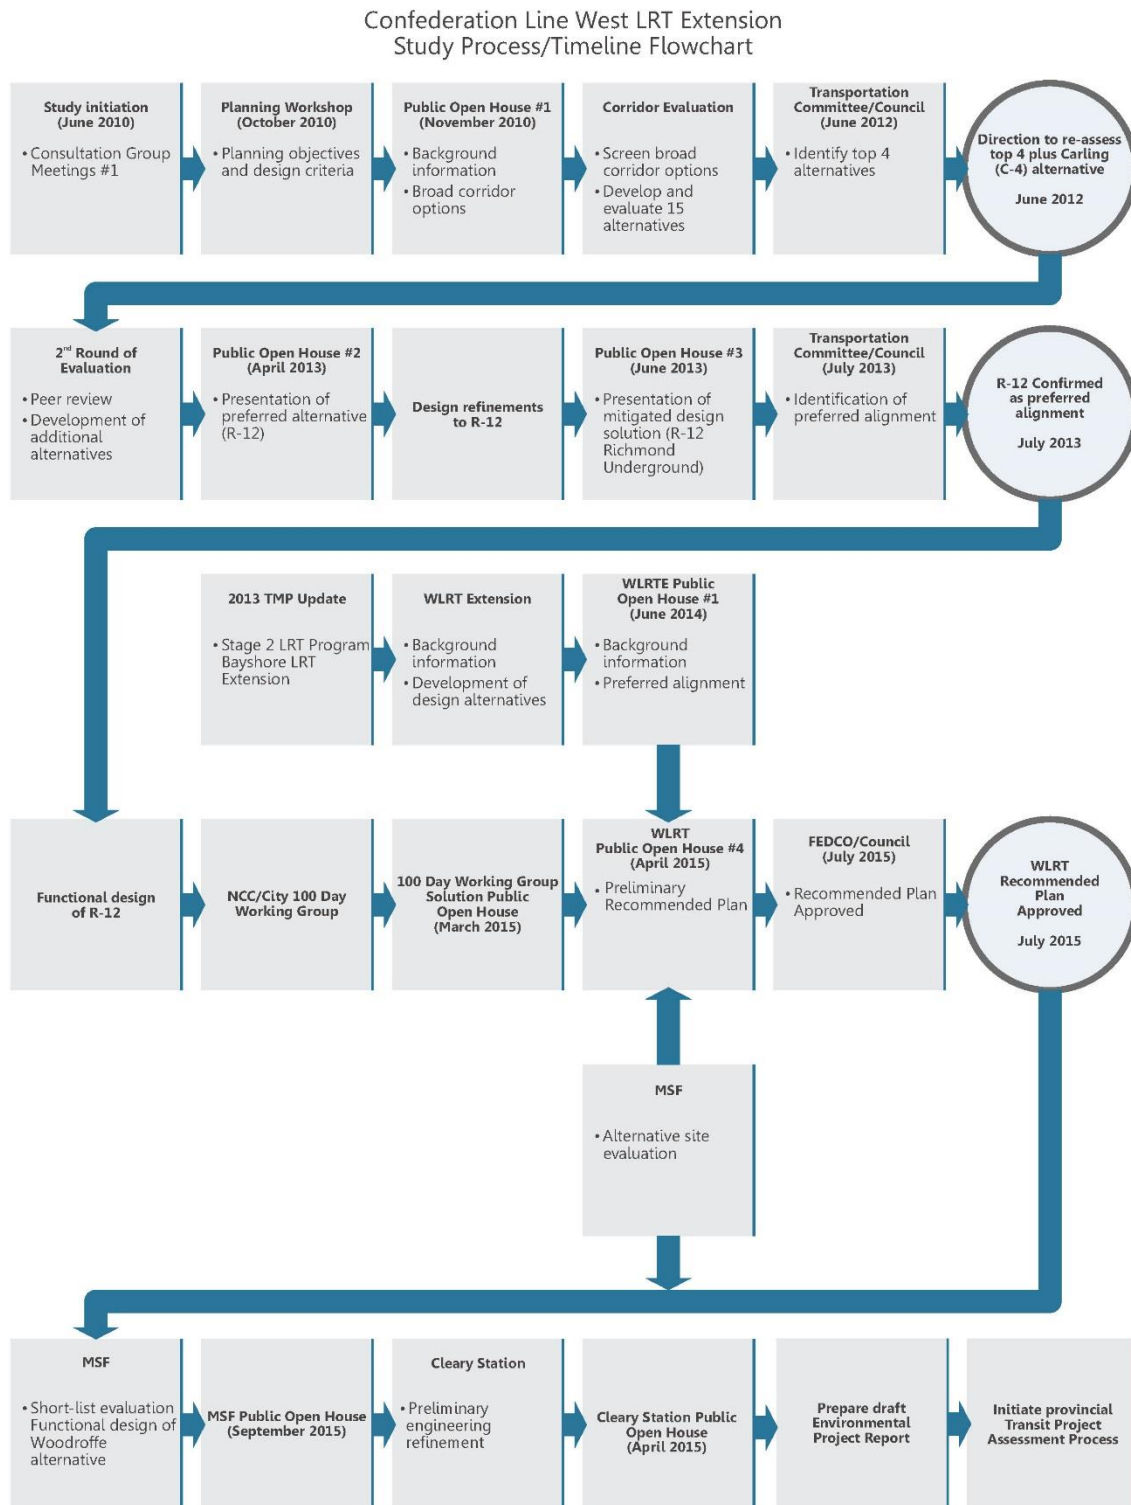 Confederation Line West LRT Extension
Study Process/Timeline Flowchart
Study initiation
(June 2010)
• Consultation Group
Meetings #1
Planning Workshop
(October 2010)
• Planning objectives
and design criteria
Public Open House #1
(November 2010)
• Background
information
• Broad corridor
options
Corridor Evaluation
• Screen broad
corridor options
• Develop and
evaluate 15
alternatives
Transportation
Committee/Council
(June 2012)
• Identify top 4
alternatives
Direction to re-assess
top 4 plus Carling
(C-4) alternative
June 2012
2nd Round of
Evaluation
• Peer review
• Development of
additional
alternatives
Public Open House #2
(April 2013)
• Presentation of
preferred alternative
(R-12)
Design refinements
to R-12
Public Open House #3
(June 2013)
• Presentation of
mitigated design
solution (R-12
Richmond
Underground)
Transportation
Committee/Council
(July 2013)
• Identification of
preferred alignment
R-12 Confirmed
as preferred
alignment
July 2013
2013 TMP Update
• Stage 2 LRT Program
Bayshore LRT
Extension
WLRT Extension
• Background
information
• Development of
design alternatives
WLRTE Public
Open House #1
(June 2014)
• Background
information
• Preferred alignment
Functional design
of R-12
NCC/City 100 Day
Working Group
100 Day Working Group
Solution Public
Open House
(March 2015)
WLRT
Public Open House #4
(April 2015)
• Preliminary
Recommended Plan
FEDCO/Council
(July 2015)
• Recommended Plan
Approved
WLRT
Recommended
Plan
Approved
July 2015
MSF
• Alternative site
evaluation
MSF
• Short-list evaluation
Functional design of
Woodroffe
alternative
MSF Public Open House
(September 2015)
Cleary Station
• Preliminary
engineering
refinement
Cleary Station Public
Open House
(April 2015)
Prepare draft
Environmental
Project Report
Initiate provincial
Transit Project
Assessment Process